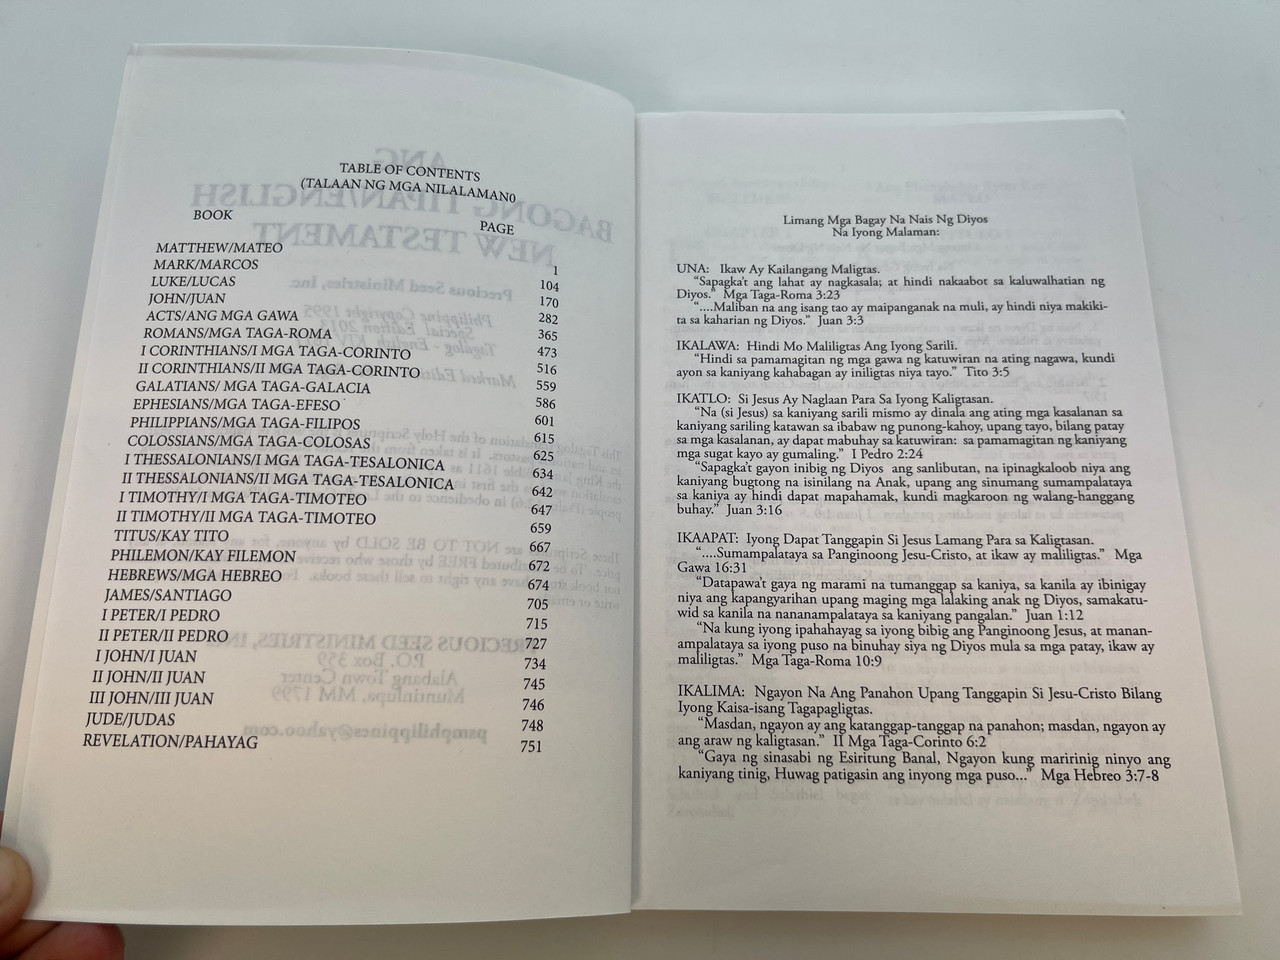 TABLE OF CONTENTS
(TALAAN NG MGA NILALAMAN0
BOOK PAGE
MATTHEW/MATEO 1
MARK/MARCOS 104
LUKE/LUCAS 170
JOHN/JUAN 282
ACTS/ANG MGA GAWA 365
ROMANS/MGA TAGA-ROMA 473
I CORINTHIANS/I MGA TAGA-CORINTO 516
II CORINTHIANS/II MGA TAGA-CORINTO 559
GALATIANS/ MGA TAGA-GALACIA 586
EPHESIANS/MGA TAGA-EFESO 601
PHILIPPIANS/MGA TAGA-FILIPOS 615
COLOSSIANS/MGA TAGA-COLOSAS 625
I THESSALONIANS/I MGA TAGA-TESALONICA 634
II THESSALONIANS/II MGA TAGA-TESALONICA 642
I TIMOTHY/I MGA TAGA-TIMOTEO 647
II TIMOTHY/II MGA TAGA-TIMOTEO 659
TITUS/KAY TITO 667
PHILEMON/KAY FILEMON 672
HEBREWS/MGA HEBREO 674
JAMES/SANTIAGO 705
I PETER/I PEDRO 715
II PETER/II PEDRO 727
I JOHN/I JUAN 734
II JOHN/II JUAN 745
III JOHN/III JUAN 746
JUDE/JUDAS 748
REVELATION/PAHAYAG 751
Limang Mga Bagay Na Nais Ng Diyos
Na Iyong Malaman:
UNA: Ikaw Ay Kailangang Maligtas.
“Sapagka’t ang lahat ay nagkasala; at hindi nakaabot sa kaluwalhatian ng
Diyos.” Mga Taga-Roma 3:23
“....Maliban na ang isang tao ay maipanganak na muli, ay hindi niya makiki-
ta sa kaharian ng Diyos.” Juan 3:3
IKALAWA: Hindi Mo Maliligtas Ang Iyong Sarili.
“Hindi sa pamamagitan ng mga gawa ng katuwiran na ating nagawa, kundi
ayon sa kaniyang kahabagan ay iniligtas niya tayo.” Tito 3:5
IKATLO: Si Jesus Ay Naglaan Para Sa Iyong Kaligtasan.
“Na (si Jesus) sa kaniyang sarili mismo ay dinala ang ating mga kasalanan sa
kaniyang sariling katawan sa ibabaw ng punong-kahoy, upang tayo, bilang patay
sa mga kasalanan, ay dapat mabuhay sa katuwiran: sa pamamagitan ng kaniyang
mga sugat kayo ay gumaling.” I Pedro 2:24
“Sapagka’t gayon inibig ng Diyos ang sanlibutan, na ipinagkaloob niya ang
kaniyang bugtong na isinilang na Anak, upang ang sinumang sumampalataya
sa kaniya ay hindi dapat mapahamak, kundi magkaroon ng walang-hanggang
buhay.” Juan 3:16
IKAAPAT: Iyong Dapat Tanggapin Si Jesus Lamang Para sa Kaligtasan.
“....Sumampalataya sa Panginoong Jesu-Cristo, at ikaw ay maliligtas.” Mga
Gawa 16:31
“Datapawa’t gaya ng marami na tumanggap sa kaniya, sa kanila ay ibinigay
niya ang kapangyarihan upang maging mga lalaking anak ng Diyos, samakatu-
wid sa kanila na nananampalataya sa kaniyang pangalan.” Juan 1:12
“Na kung iyong ipahahayag sa iyong bibig ang Panginoong Jesus, at manan-
ampalataya sa iyong puso na binuhay siya ng Diyos mula sa mga patay, ikaw ay
maliligtas.” Mga Taga-Roma 10:9
IKALIMA: Ngayon Na Ang Panahon Upang Tanggapin Si Jesu-Cristo Bilang
Iyong Kaisa-isang Tagapagligtas.
“Masdan, ngayon ay ang katanggap-tanggap na panahon; masdan, ngayon ay
ang araw ng kaligtasan.” II Mga Taga-Corinto 6:2
“Gaya ng sinasabi ng Esiritung Banal, Ngayon kung maririnig ninyo ang
kaniyang tinig, Huwag patigasin ang inyong mga puso...” Mga Hebreo 3:7-8